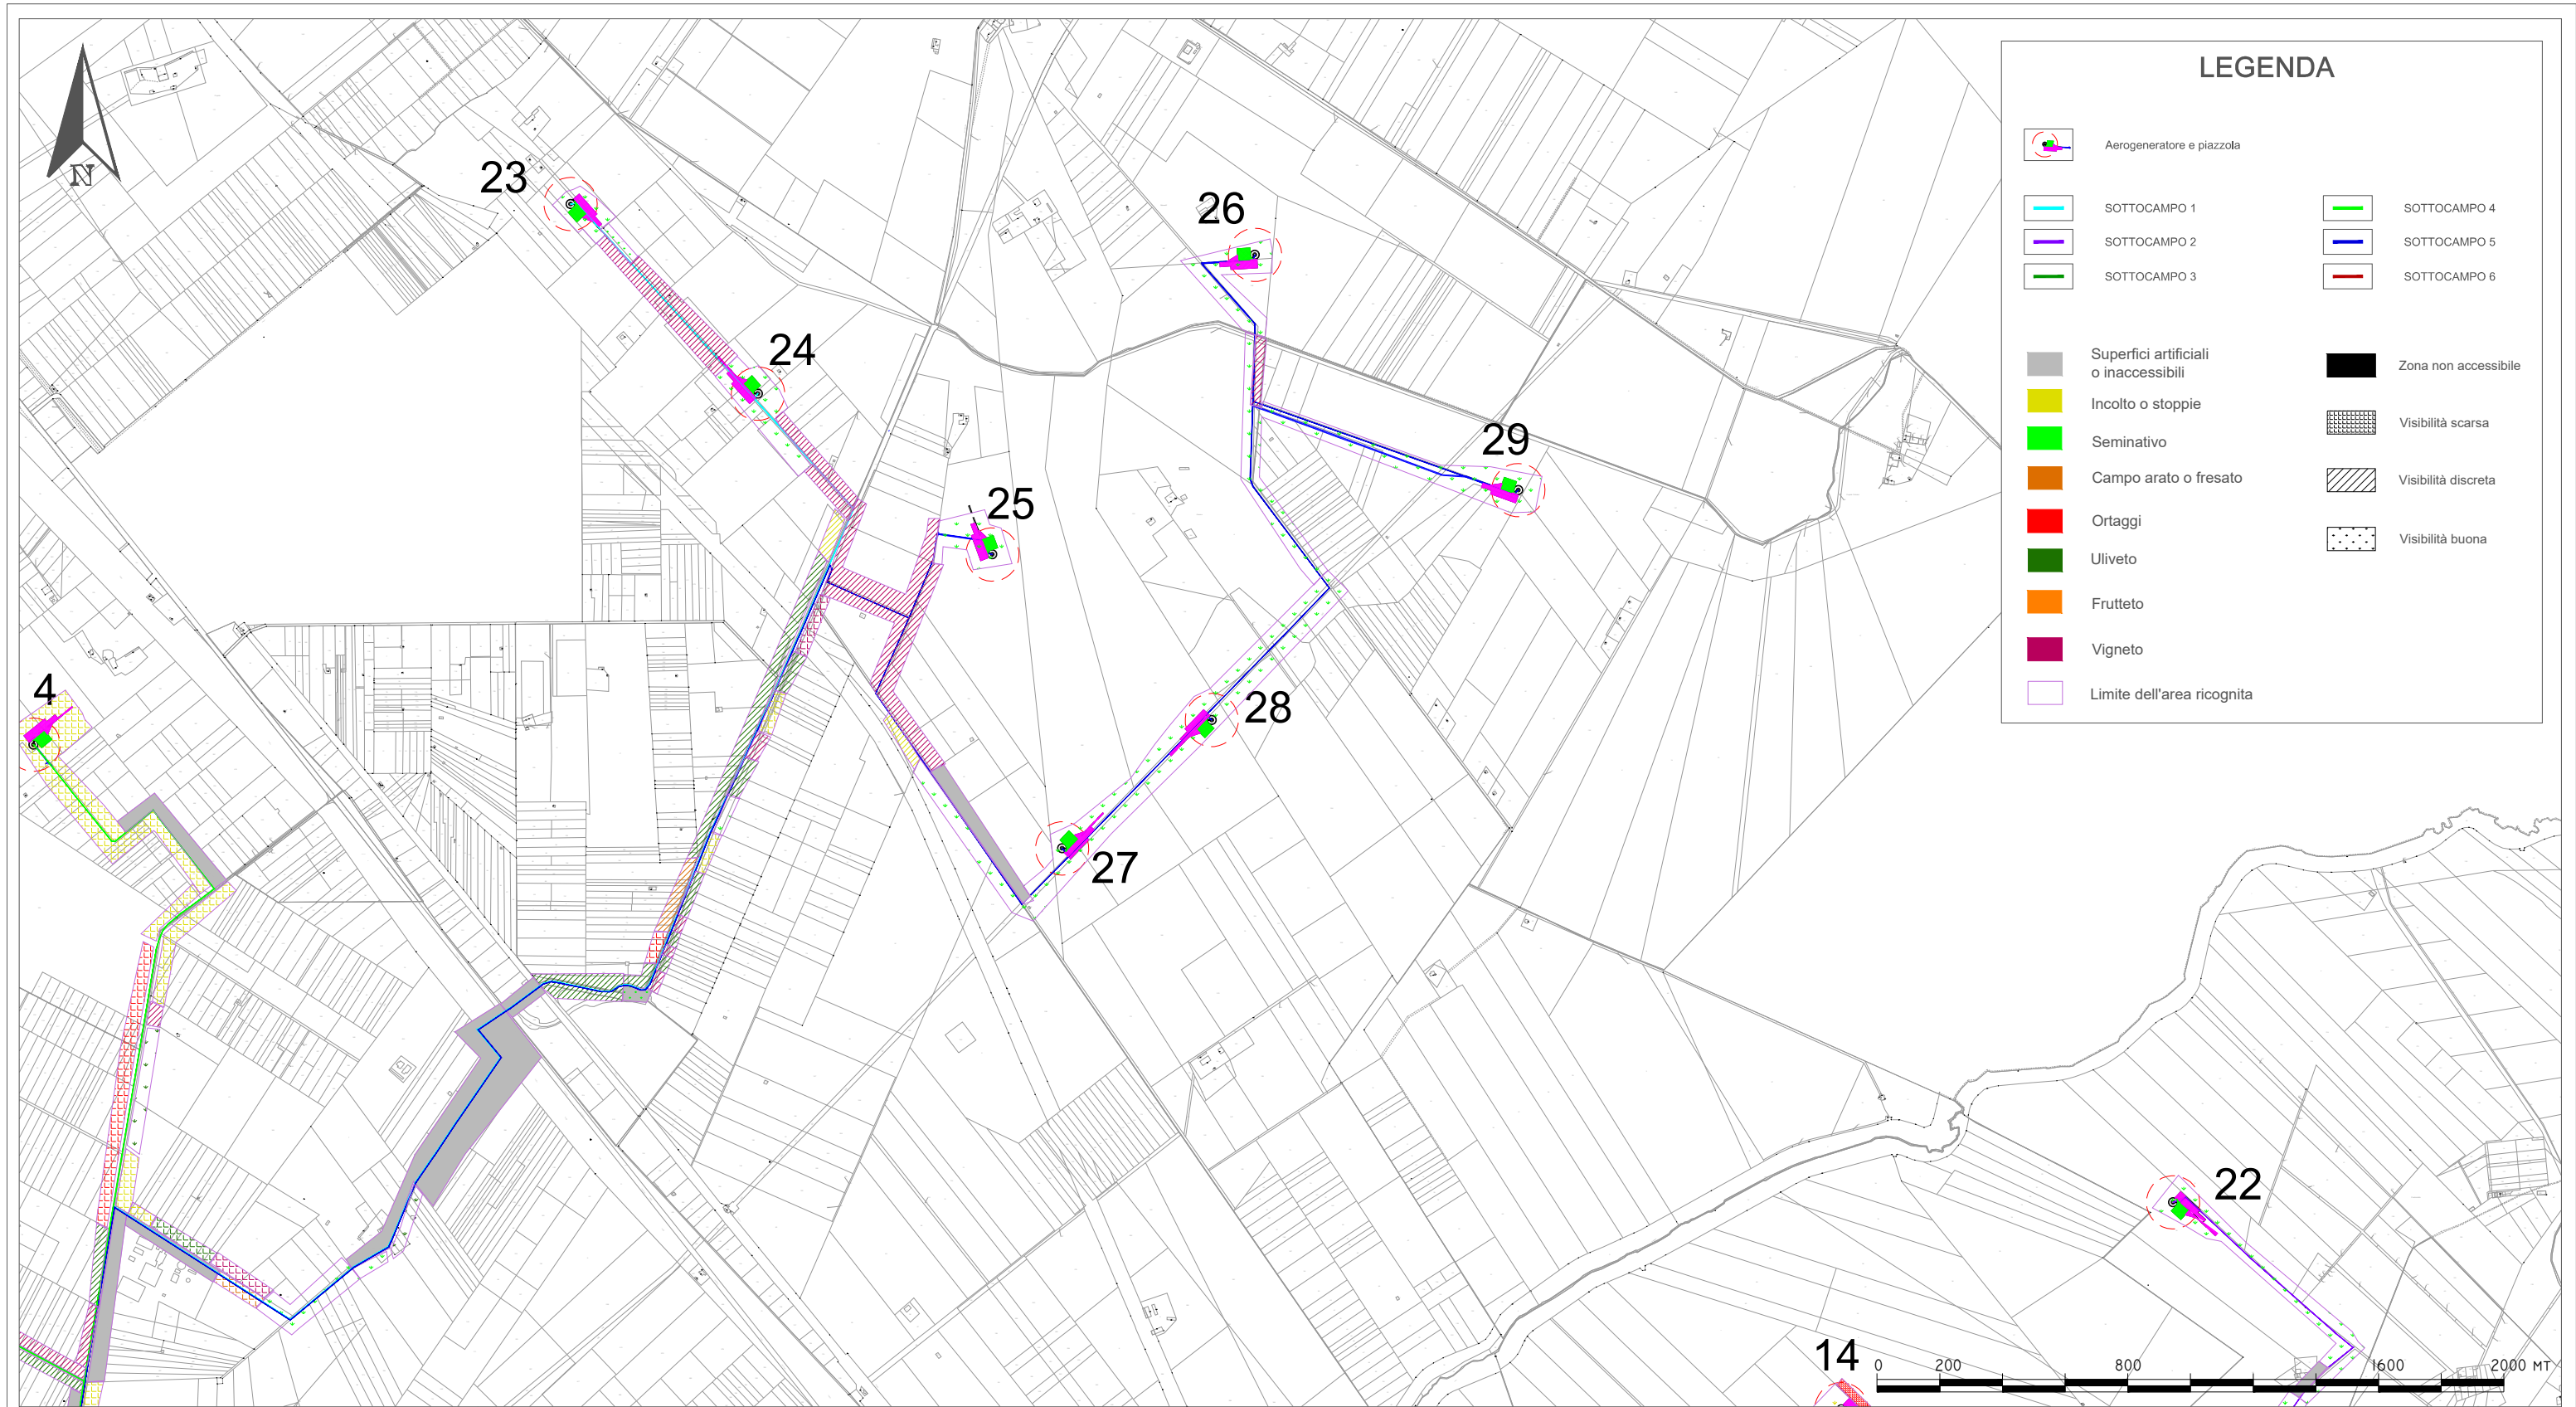 N
23
24
25
26
29
28
27
4
22
14
LEGENDA
Aerogeneratore e piazzola
SOTTOCAMPO 1
SOTTOCAMPO 4
SOTTOCAMPO 2
SOTTOCAMPO 5
SOTTOCAMPO 3
SOTTOCAMPO 6
Superfici artificiali
o inaccessibili
Zona non accessibile
Incolto o stoppie
Visibilità scarsa
Seminativo
Campo arato o fresato
Visibilità discreta
Ortaggi
Visibilità buona
Uliveto
Frutteto
Vigneto
Limite dell'area ricognita
0 200 800 1600 2000 MT